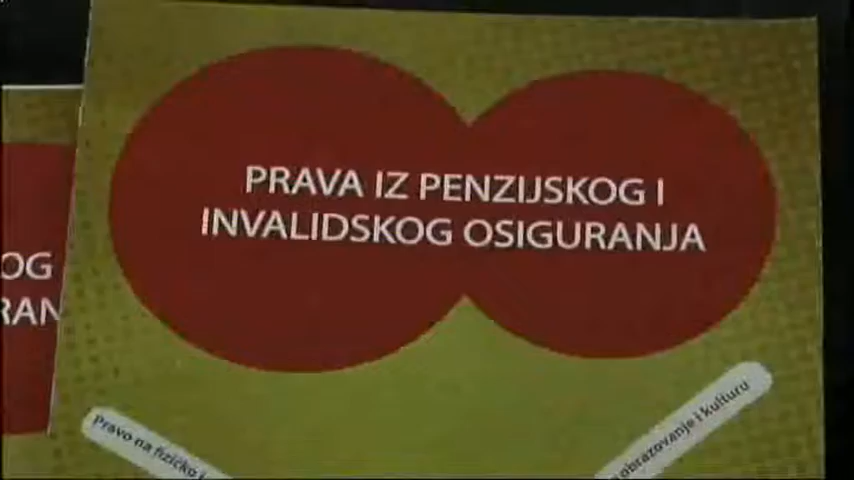 PRAVA IZ PENZIJSKOG I
INVALIDSKOG OSIGURANJA
OG
RAN
Pravo na fizičko i
obrazovanje i kulturu